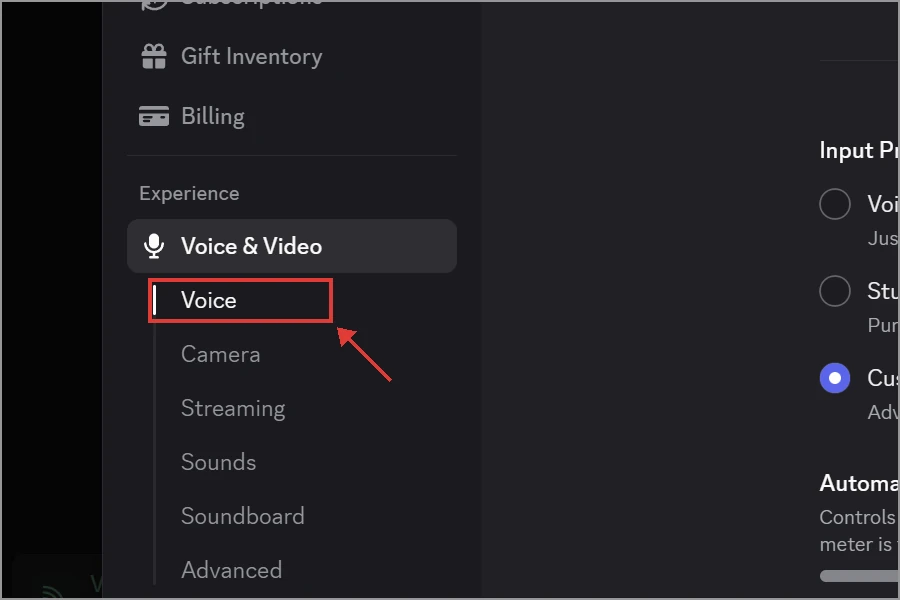 Subscriptions
Gift Inventory
Billing
Experience
Voice & Video
Voice
Camera
Streaming
Sounds
Soundboard
Advanced
Input Pr
Voi
Jus
Stu
Pur
Cus
Adv
Automa
Controls
meter is